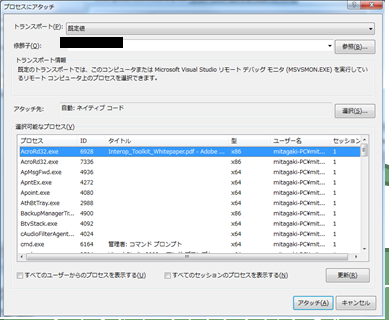 プロセスにアタッチ
トランスポート(P): 既定値
修飾子(Q): 参照(B)...
トランスポート情報
既定のトランスポートでは、このコンピュータまたは Microsoft Visual Studio リモート デバッグ モニタ (MSVSMON.EXE) を実行している
リモート コンピュータ上のプロセスを選択できます。
アタッチ先: 自動: ネイティブ コード 選択(S)...
選択可能なプロセス(V)
プロセス ID タイトル 型 ユーザー名 セッション
AcroRd32.exe 6928 Interop_Toolkit_Whitepaper.pdf - Adobe ... x86 mitagaki-PC¥mit... 1
AcroRd32.exe 7336 x86 mitagaki-PC¥mit... 1
ApMsgFwd.exe 4936 x64 mitagaki-PC¥mit... 1
ApntEx.exe 4272 x64 mitagaki-PC¥mit... 1
Apoint.exe 4080 x64 mitagaki-PC¥mit... 1
AthBtTray.exe 2988 x64 mitagaki-PC¥mit... 1
BackupManagerTr... 4900 x86 mitagaki-PC¥mit... 1
BtvStack.exe 4092 x64 mitagaki-PC¥mit... 1
cAudioFilterAgent... 4024 x64 mitagaki-PC¥mit... 1
cmd.exe 6164 管理者: コマンド プロンプト x64 mitagaki-PC¥mit... 1
すべてのユーザーからのプロセスを表示する(U) すべてのセッションのプロセスを表示する(N) 更新(R)
アタッチ(A) キャンセル